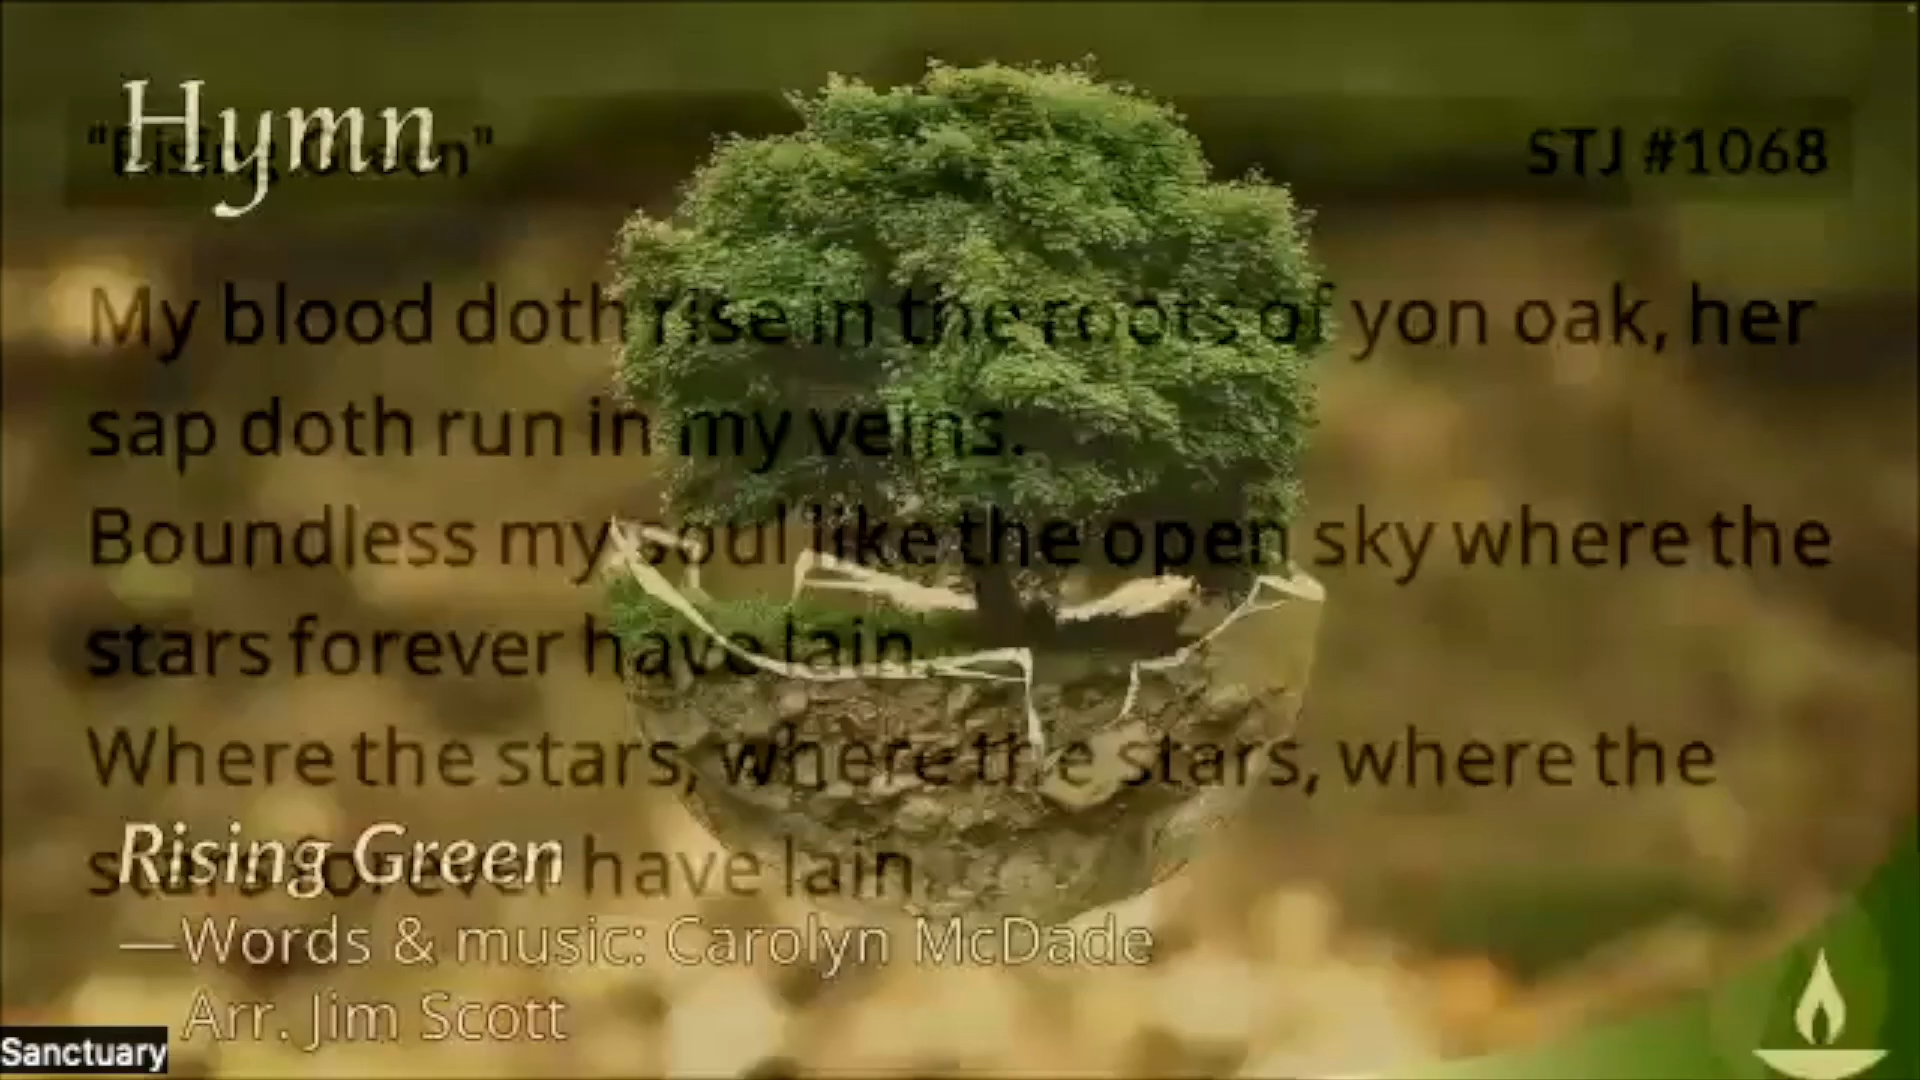 Hymn
"Rising Green"
STJ #1068
My blood doth rise in the roots of yon oak, her
sap doth run in my veins.
Boundless my soul like the open sky where the
stars forever have lain.
Where the stars, where the stars, where the
stars forever have lain.
Rising Green
—Words & music: Carolyn McDade
Arr. Jim Scott
Sanctuary